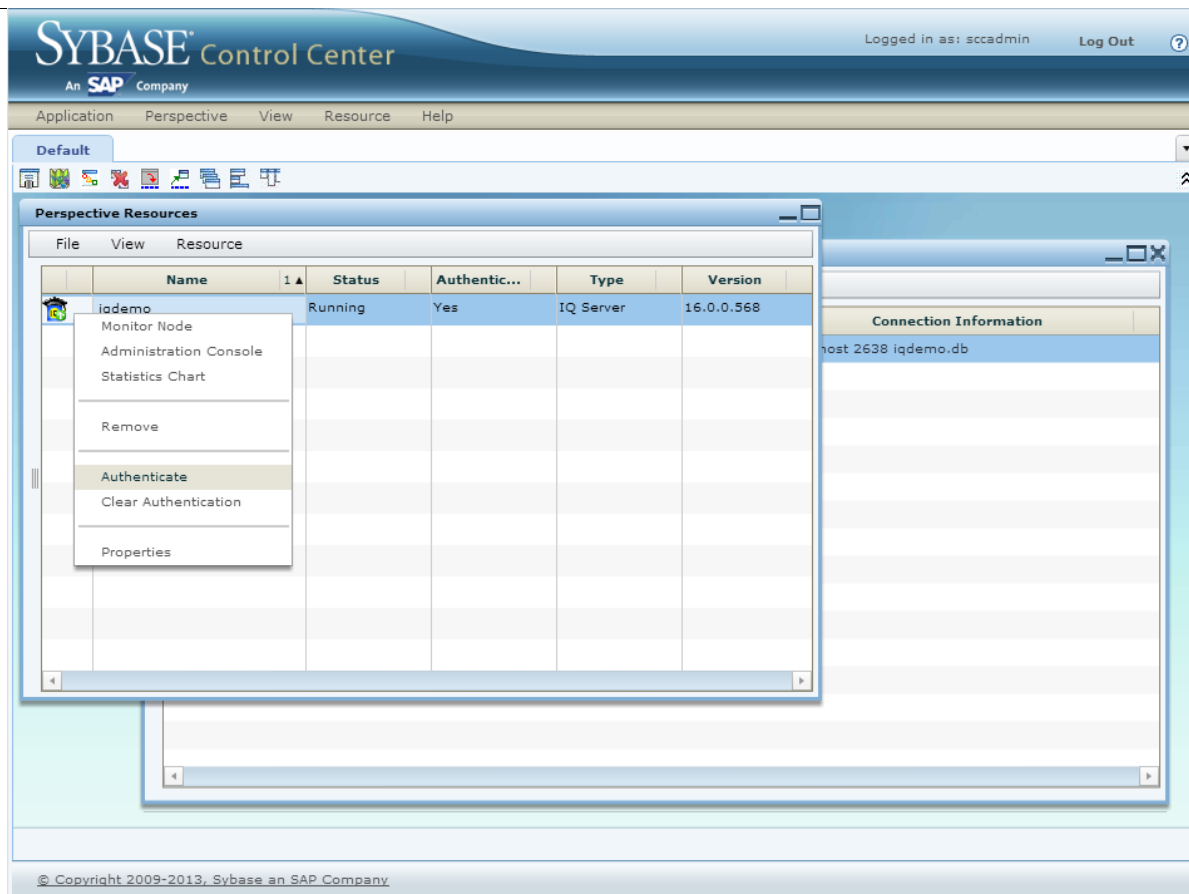 SYBASE Control Center
An SAP Company
Logged in as: sccadmin
Log Out
?
Application Perspective View Resource Help
Default
Perspective Resources
File View Resource
Name 1 Status Authentic... Type Version
iqdemo Running Yes IQ Server 16.0.0.568
Monitor Node
Administration Console
Statistics Chart
Remove
Authenticate
Clear Authentication
Properties
Connection Information
host 2638 iqdemo.db
© Copyright 2009-2013, Sybase an SAP Company